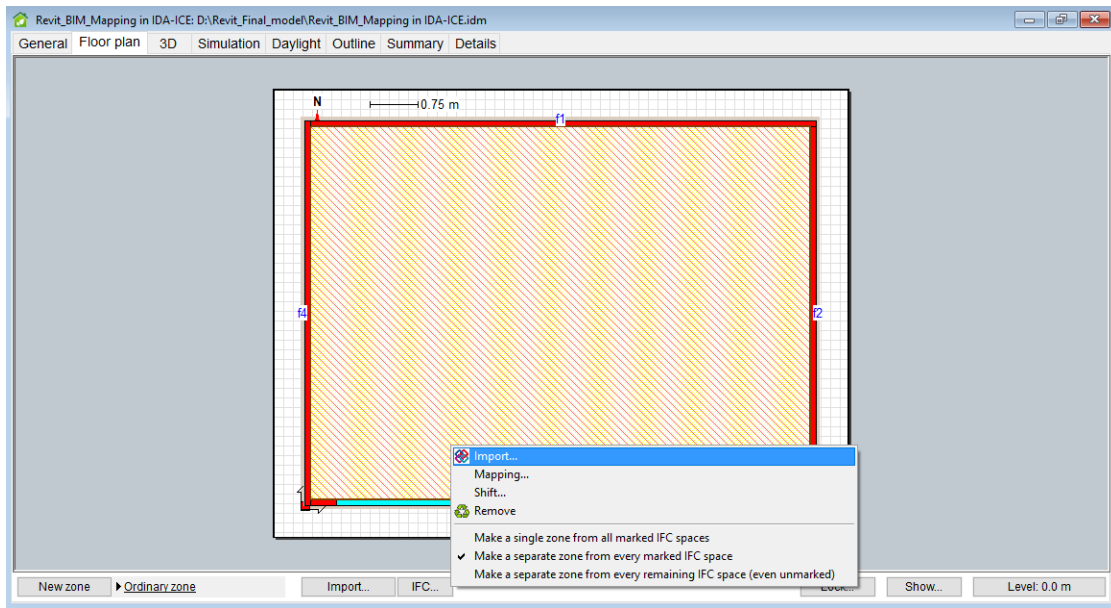 Revit_BIM_Mapping in IDA-ICE: D:\Revit_Final_model\Revit_BIM_Mapping in IDA-ICE.idm
General Floor plan 3D Simulation Daylight Outline Summary Details
N 0.75 m
f1
f4 f2
Import...
Mapping...
Shift...
Remove
Make a single zone from all marked IFC spaces
Make a separate zone from every marked IFC space
Make a separate zone from every remaining IFC space (even unmarked)
New zone Ordinary zone Import... IFC... Lock... Show... Level: 0.0 m